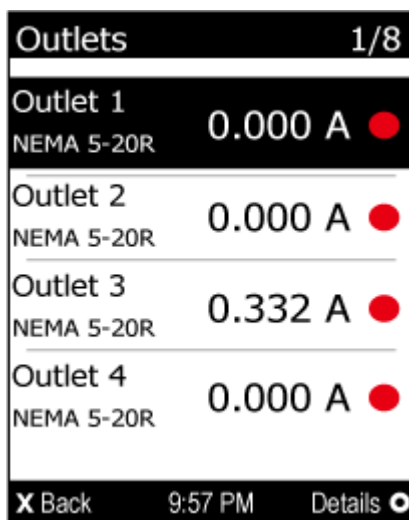 Outlets 1/8
Outlet 1
NEMA 5-20R 0.000 A
Outlet 2
NEMA 5-20R 0.000 A
Outlet 3
NEMA 5-20R 0.332 A
Outlet 4
NEMA 5-20R 0.000 A
X Back 9:57 PM Details